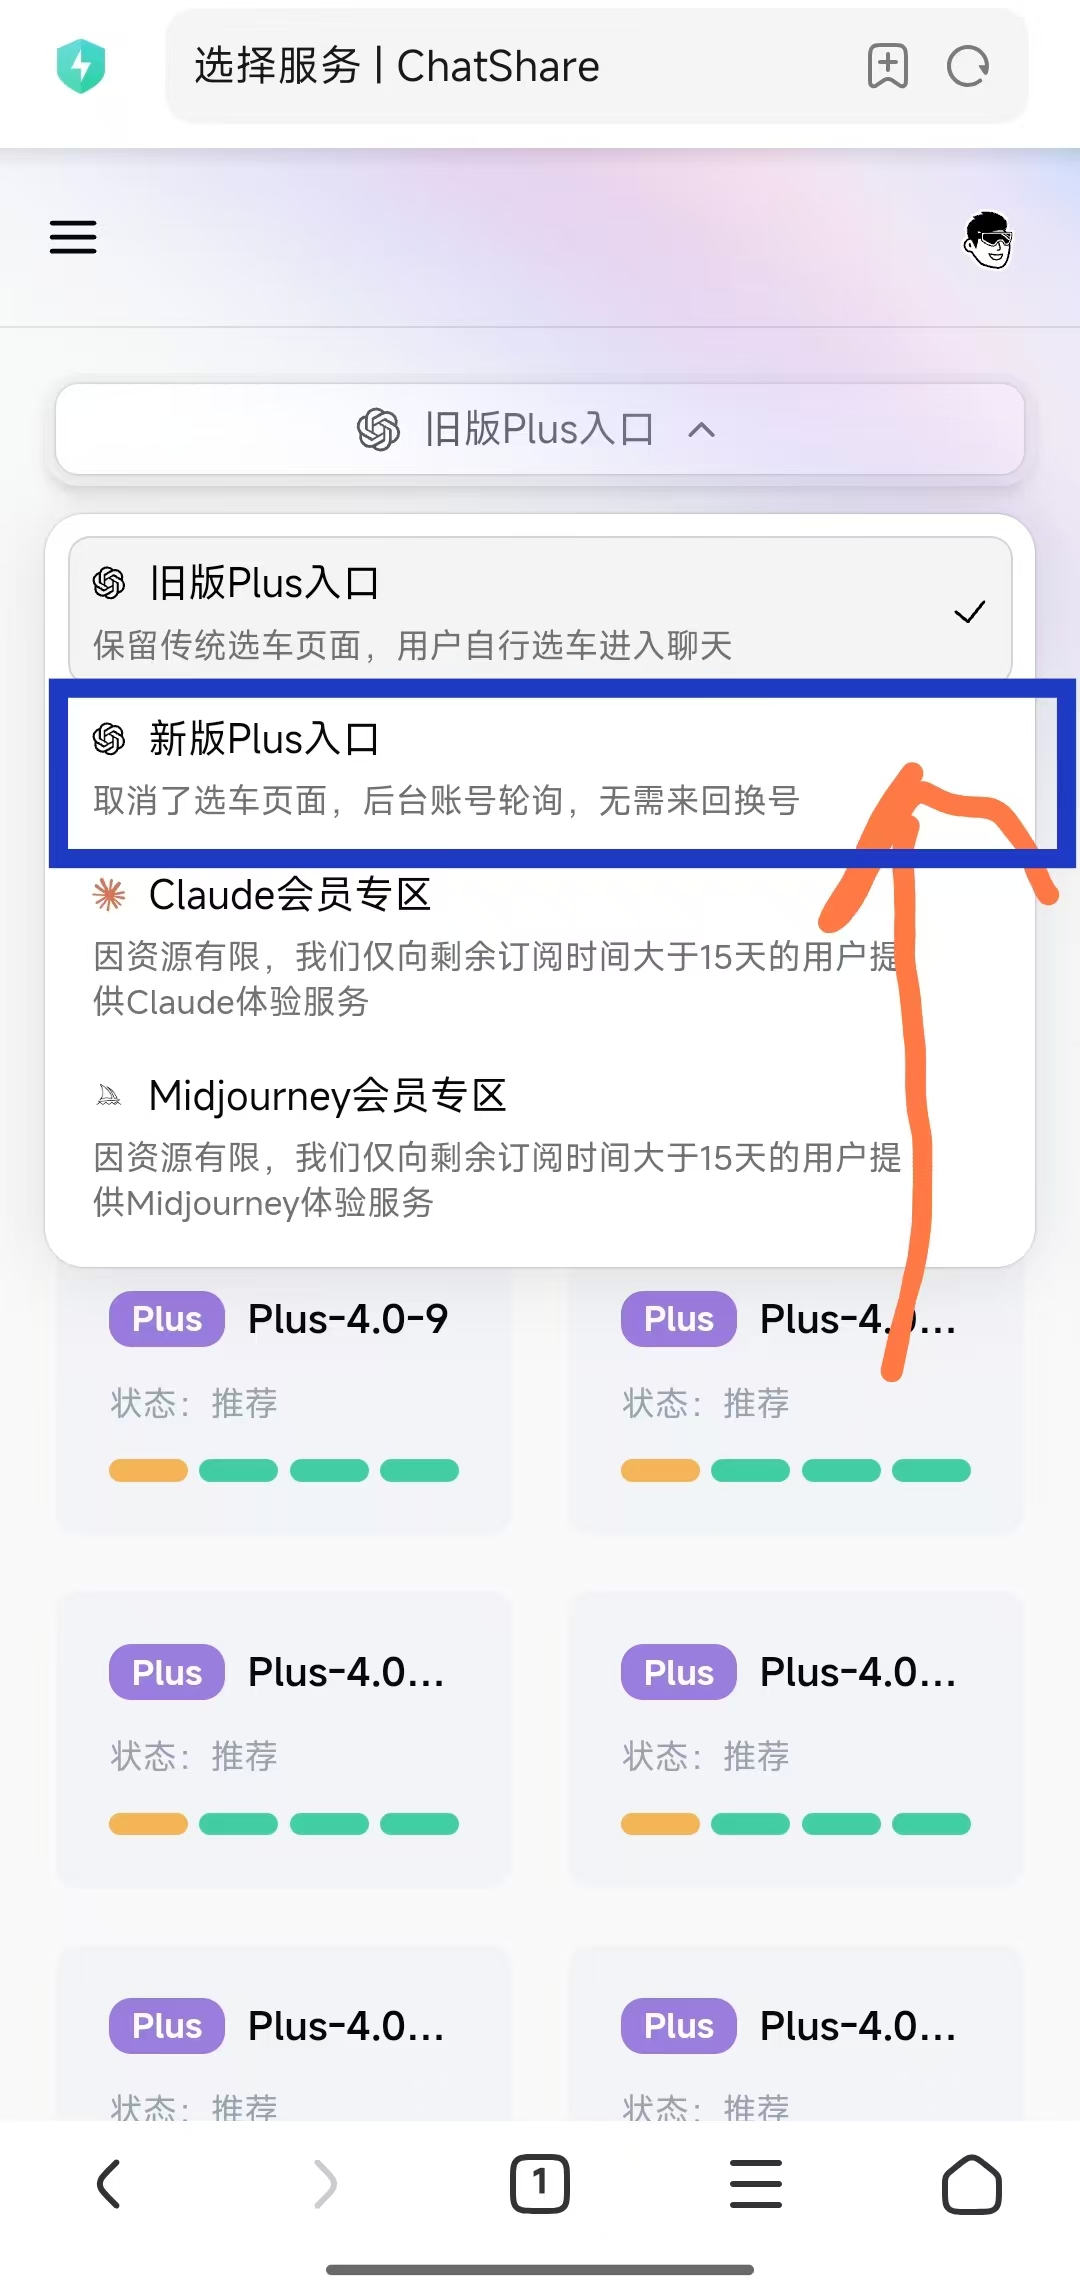 选择服务 | ChatShare
旧版Plus入口
旧版Plus入口
保留传统选车页面，用户自行选车进入聊天
新版Plus入口
取消了选车页面，后台账号轮询，无需来回换号
Claude会员专区
因资源有限，我们仅向剩余订阅时间大于15天的用户提
供Claude体验服务
Midjourney会员专区
因资源有限，我们仅向剩余订阅时间大于15天的用户提
供Midjourney体验服务
Plus Plus-4.0-9
Plus Plus-4.0...
状态：推荐
状态：推荐
Plus Plus-4.0...
Plus Plus-4.0...
状态：推荐
状态：推荐
Plus Plus-4.0...
Plus Plus-4.0...
状态：推荐
状态：推荐
1